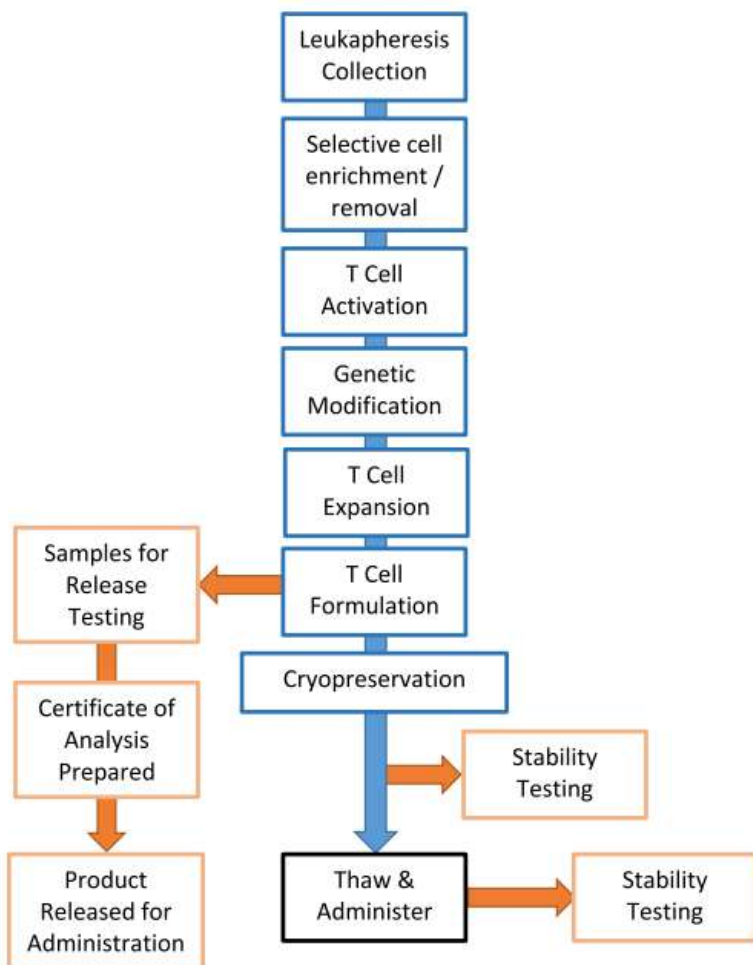 Leukapheresis
Collection
Selective cell
enrichment /
removal
T Cell
Activation
Genetic
Modification
T Cell
Expansion
T Cell
Formulation
Samples for
Release
Testing
Cryopreservation
Certificate of
Analysis
Prepared
Stability
Testing
Product
Released for
Administration
Thaw &
Administer
Stability
Testing